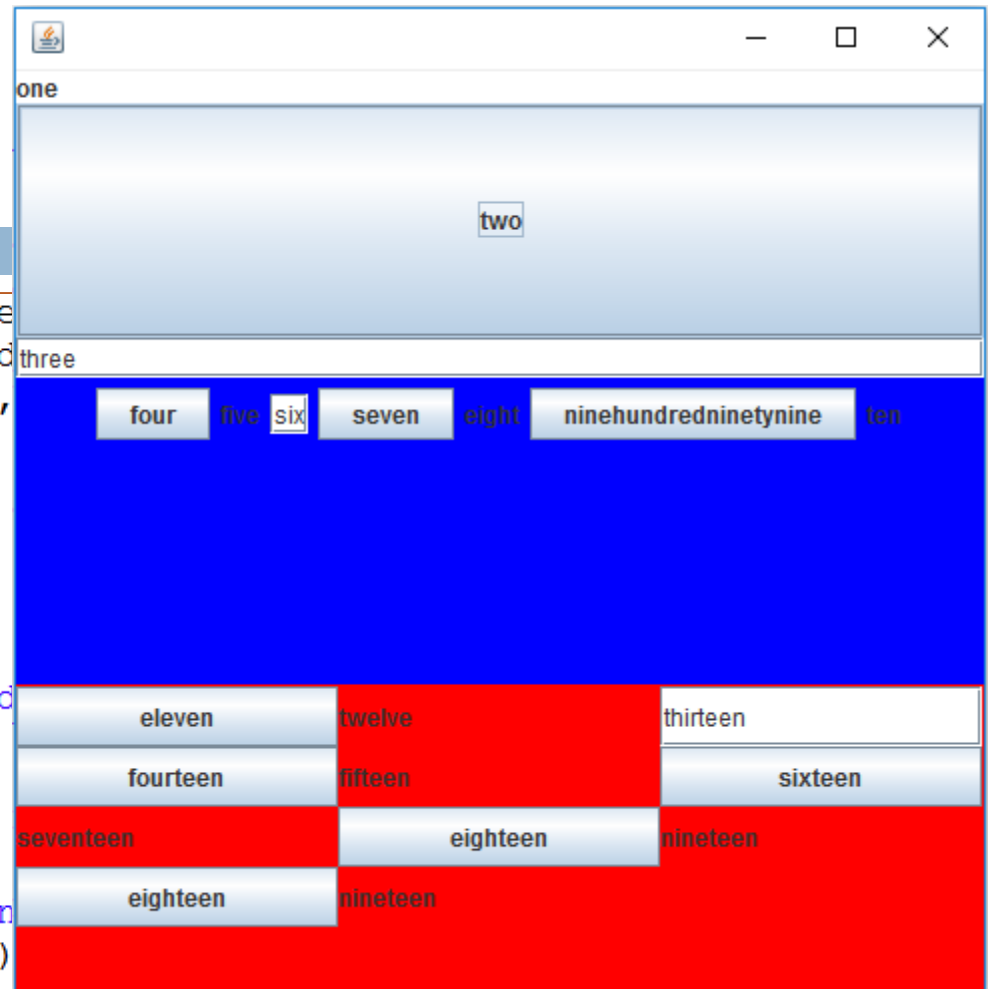 one
two
three
four five six seven eight ninehundredninetynine ten
eleven twelve thirteen
fourteen fifteen sixteen
seventeen eighteen nineteen
eighteen nineteen